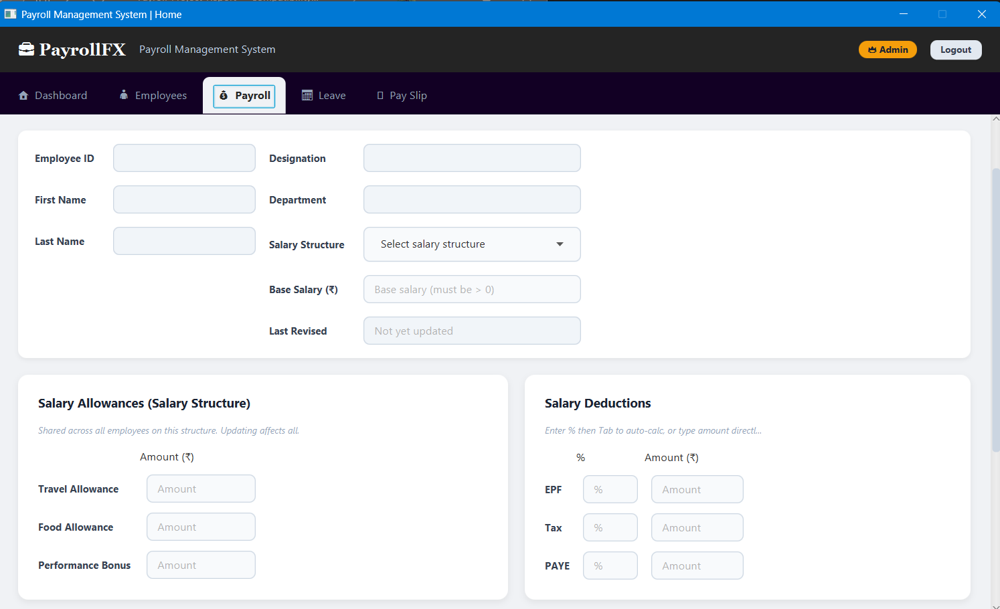 Payroll Management System | Home
PayrollFX Payroll Management System Admin Logout
Dashboard Employees Payroll Leave Pay Slip
Employee ID Designation
First Name Department
Last Name Salary Structure Select salary structure
Base Salary (₹) Base salary (must be > 0)
Last Revised Not yet updated
Salary Allowances (Salary Structure)
Shared across all employees on this structure. Updating affects all.
Amount (₹)
Travel Allowance Amount
Food Allowance Amount
Performance Bonus Amount
Salary Deductions
Enter % then Tab to auto-calc, or type amount directl...
% Amount (₹)
EPF % Amount
Tax % Amount
PAYE % Amount